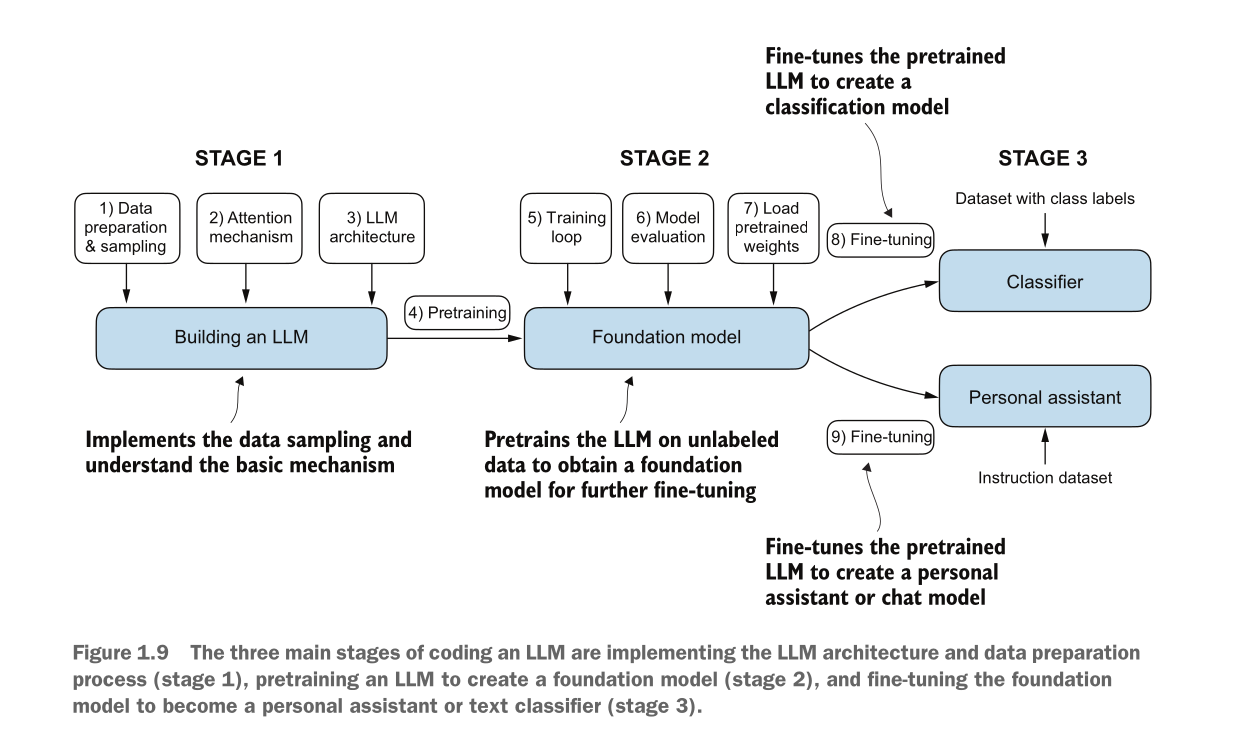 Fine-tunes the pretrained
LLM to create a
classification model
STAGE 1
STAGE 2
STAGE 3
1) Data
preparation
& sampling
2) Attention
mechanism
3) LLM
architecture
5) Training
loop
6) Model
evaluation
7) Load
pretrained
weights
8) Fine-tuning
Dataset with class labels
Classifier
4) Pretraining
Building an LLM
Foundation model
Personal assistant
9) Fine-tuning
Instruction dataset
Implements the data sampling and
understand the basic mechanism
Pretrains the LLM on unlabeled
data to obtain a foundation
model for further fine-tuning
Fine-tunes the pretrained
LLM to create a personal
assistant or chat model
Figure 1.9 The three main stages of coding an LLM are implementing the LLM architecture and data preparation
process (stage 1), pretraining an LLM to create a foundation model (stage 2), and fine-tuning the foundation
model to become a personal assistant or text classifier (stage 3).